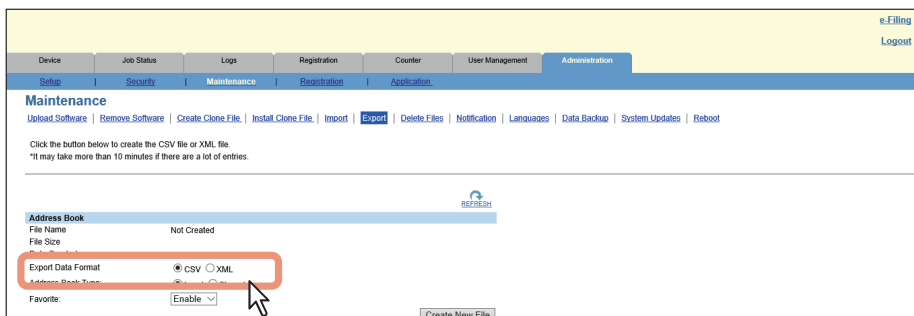 e-Filing
Logout
Device Job Status Logs Registration Counter User Management Administration
Setup | Security | Maintenance | Registration | Application
Maintenance
Upload Software | Remove Software | Create Clone File | Install Clone File | Import | Export | Delete Files | Notification | Languages | Data Backup | System Updates | Reboot
Click the button below to create the CSV file or XML file.
*It may take more than 10 minutes if there are a lot of entries.
REFRESH
Address Book
File Name Not Created
File Size
Export Data Format CSV XML
Address Book Type:
Favorite: Enable
Create New File